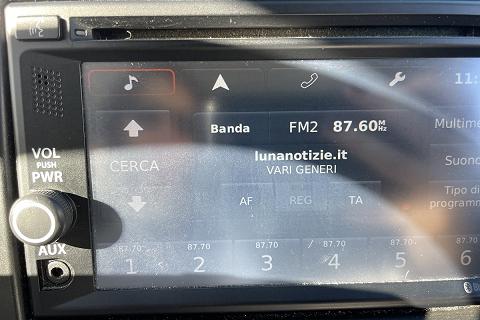 11:
Banda FM2 87.60 MHz
Multime
VOL
PUSH
PWR
CERCA
lunanotizie.it
VARI GENERI
Suono
AF REG TA
Tipo di
programm
AUX
87.70 87.70 87.70 87.70 87.70 87.70
1 2 3 4 5 6